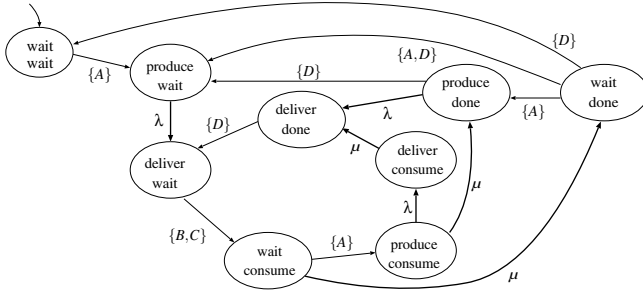 {D}
wait
wait
{A}
produce
wait
{A,D}
{D}
produce
done
wait
done
{A}
λ
{D}
deliver
done
λ
μ
deliver
consume
deliver
wait
λ
μ
{B,C}
wait
consume
{A}
produce
consume
μ